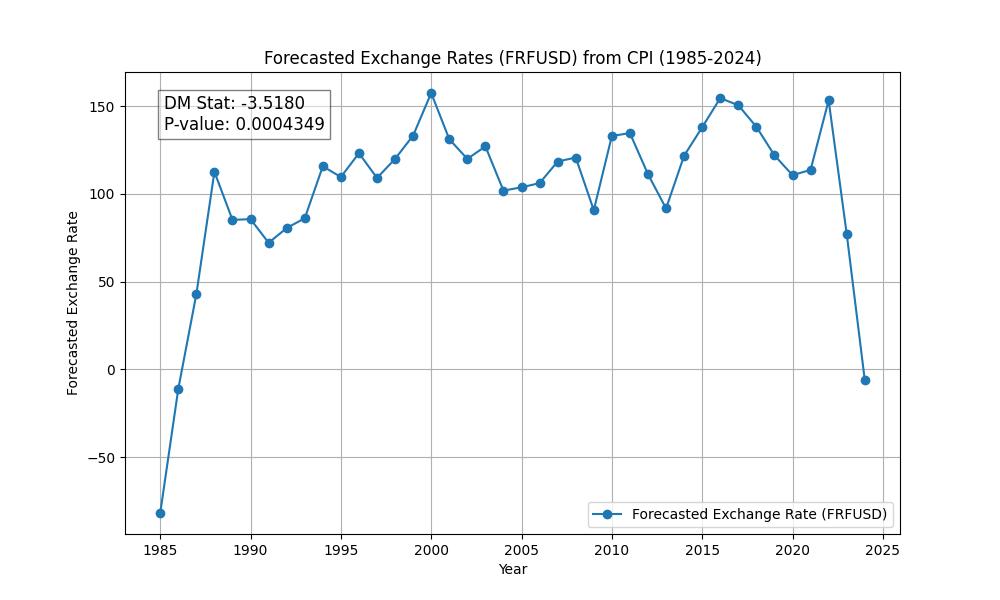 Forecasted Exchange Rates (FRFUSD) from CPI (1985-2024)
DM Stat: -3.5180
P-value: 0.0004349
150
100
50
0
−50
Forecasted Exchange Rate
Forecasted Exchange Rate (FRFUSD)
1985 1990 1995 2000 2005 2010 2015 2020 2025
Year